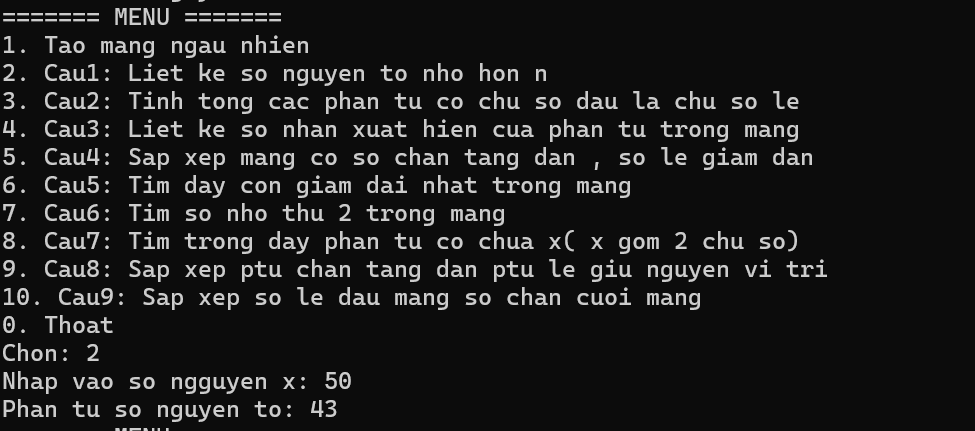 ======= MENU =======
1. Tao mang ngau nhien
2. Cau1: Liet ke so nguyen to nho hon n
3. Cau2: Tinh tong cac phan tu co chu so dau la chu so le
4. Cau3: Liet ke so nhan xuat hien cua phan tu trong mang
5. Cau4: Sap xep mang co so chan tang dan , so le giam dan
6. Cau5: Tim day con giam dai nhat trong mang
7. Cau6: Tim so nho thu 2 trong mang
8. Cau7: Tim trong day phan tu co chua x( x gom 2 chu so)
9. Cau8: Sap xep ptu chan tang dan ptu le giu nguyen vi tri
10. Cau9: Sap xep so le dau mang so chan cuoi mang
0. Thoat
Chon: 2
Nhap vao so ngguyen x: 50
Phan tu so nguyen to: 43